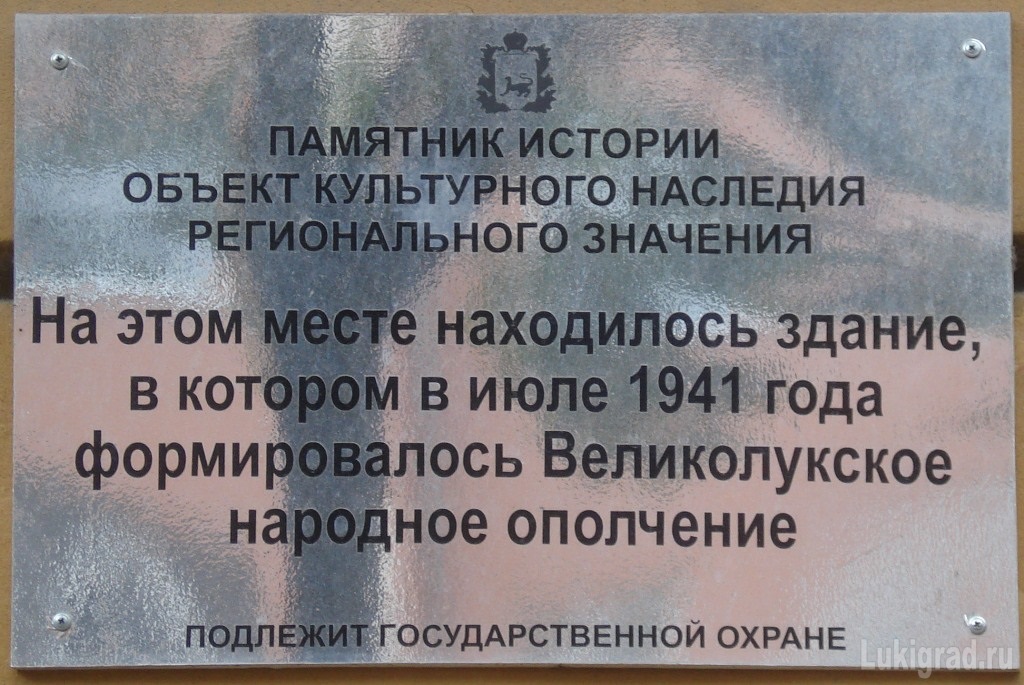 ПАМЯТНИК ИСТОРИИ
ОБЪЕКТ КУЛЬТУРНОГО НАСЛЕДИЯ
РЕГИОНАЛЬНОГО ЗНАЧЕНИЯ
На этом месте находилось здание,
в котором в июле 1941 года
формировалось Великолукское
народное ополчение
ПОДЛЕЖИТ ГОСУДАРСТВЕННОЙ ОХРАНЕ
Lukigrad.ru